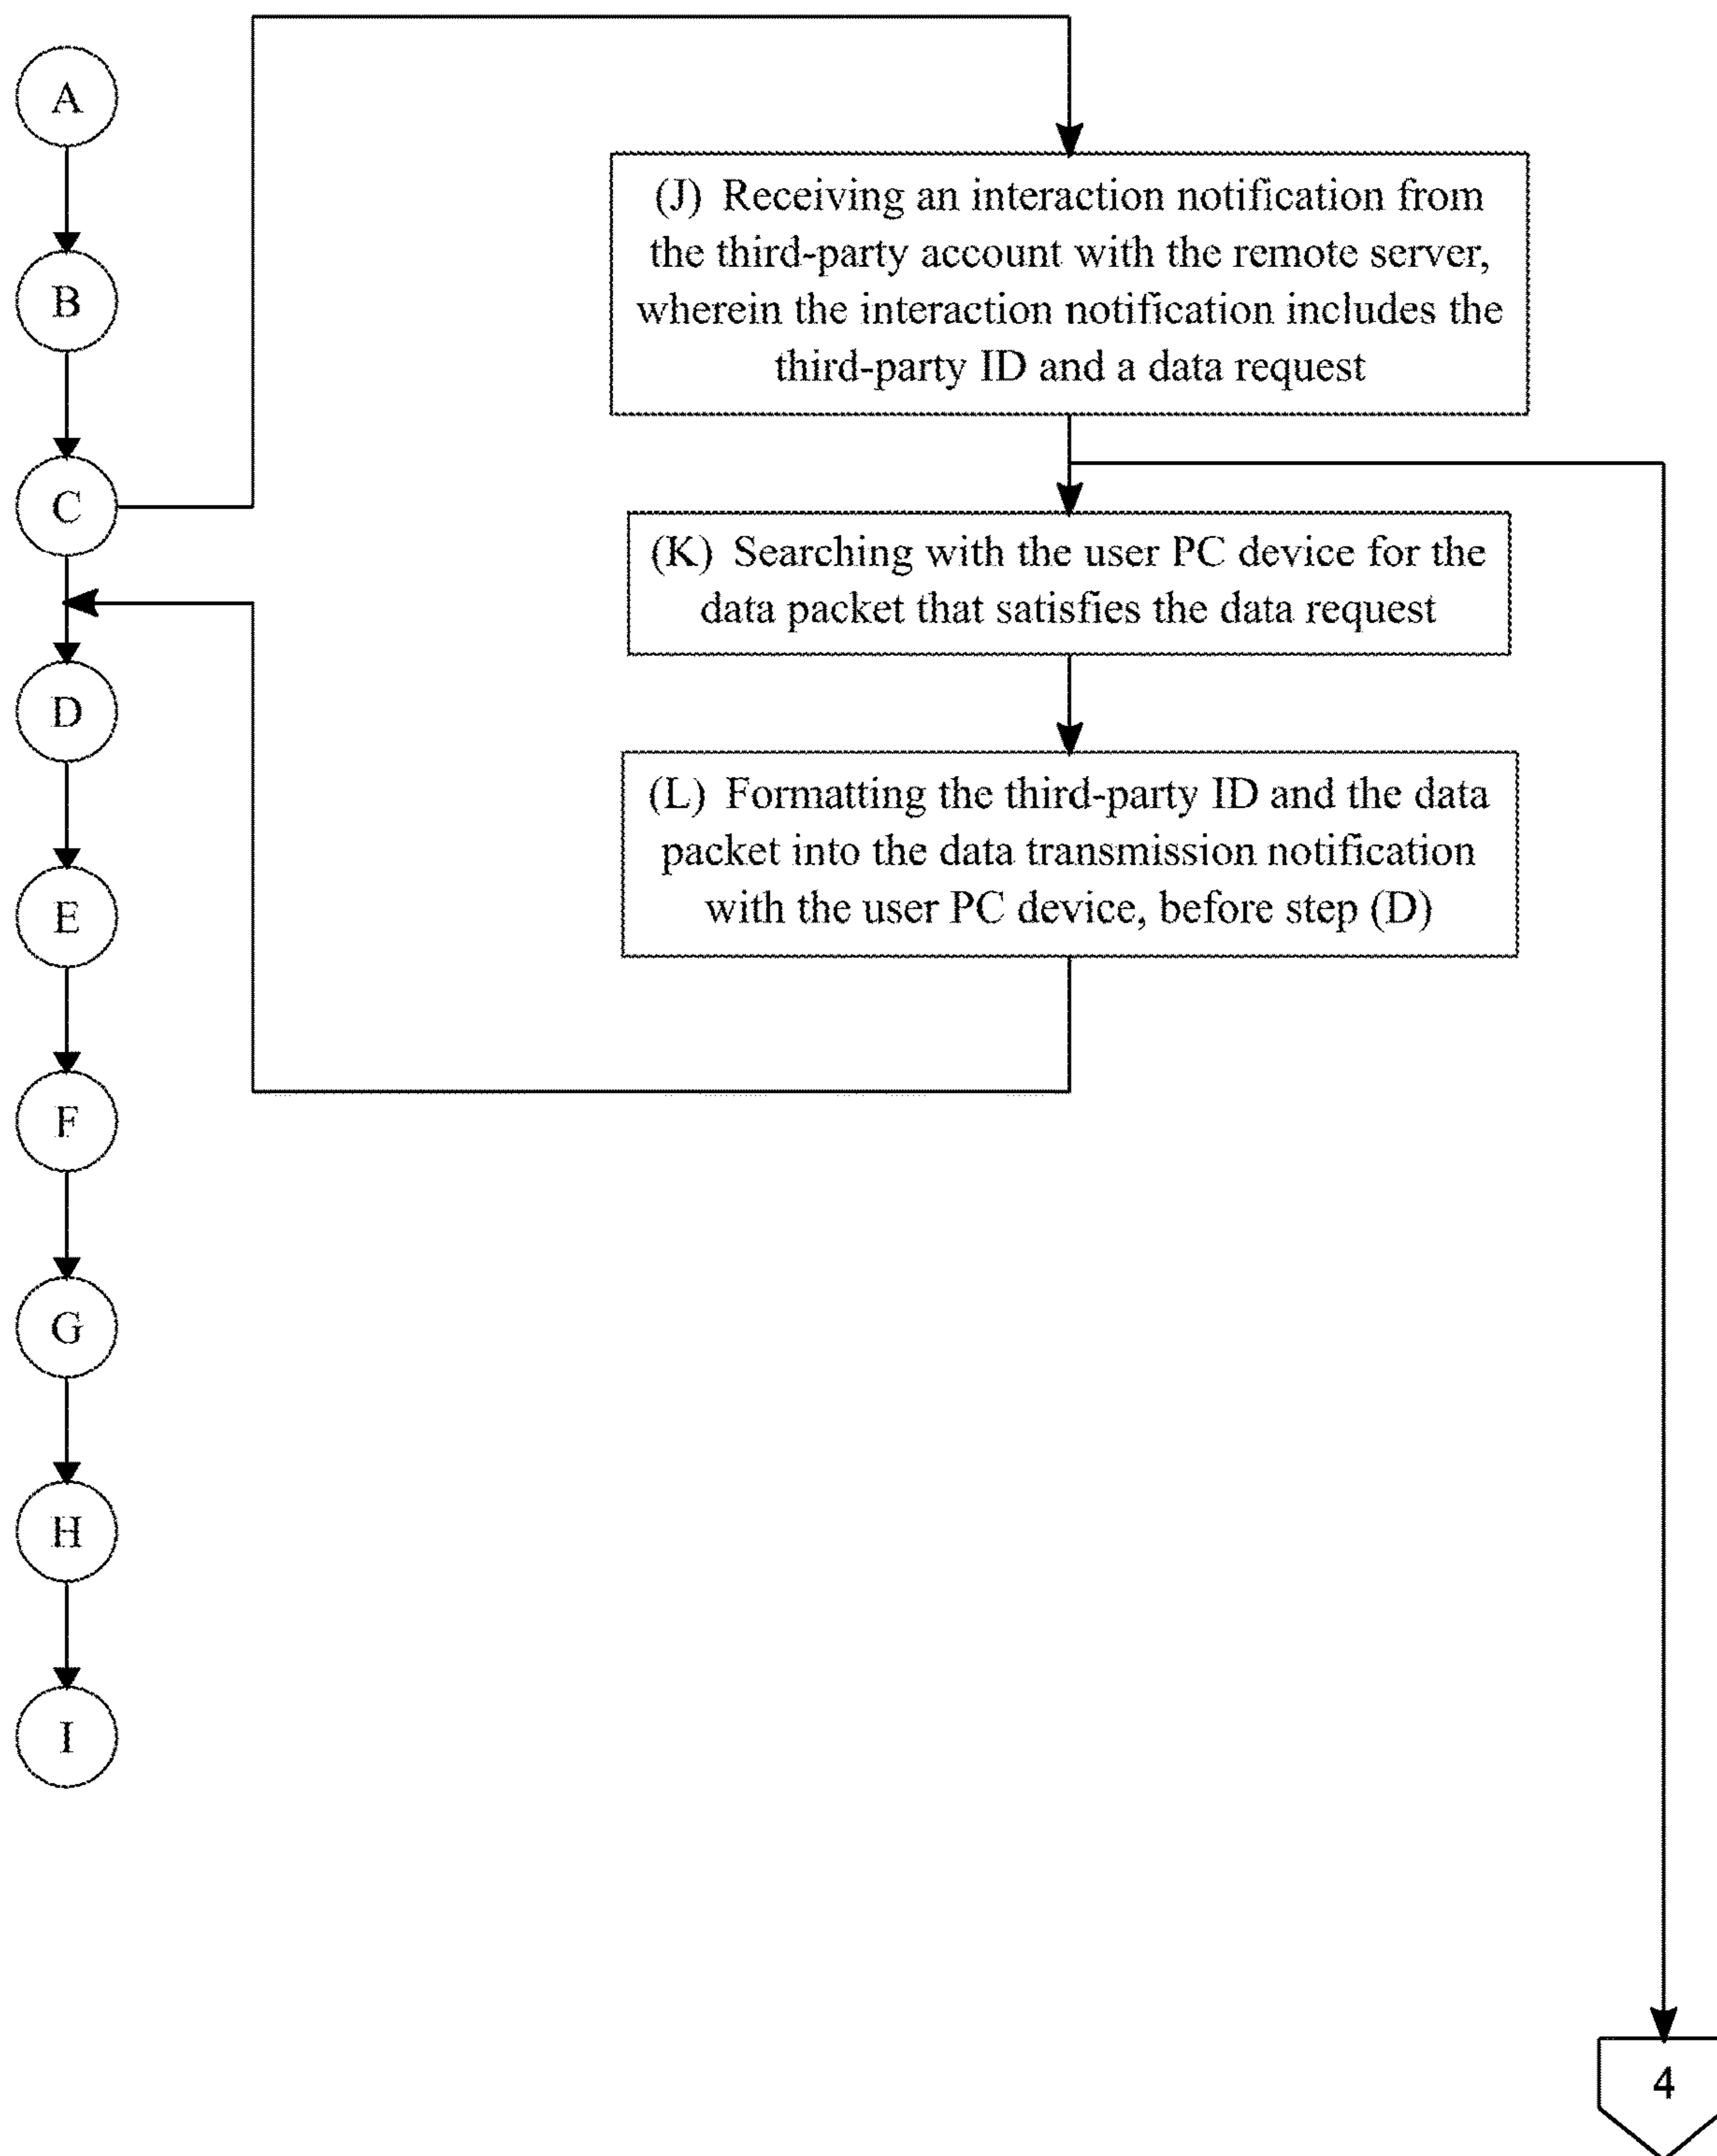 A
B
C
D
E
F
G
H
I
(J) Receiving an interaction notification from
the third-party account with the remote server,
wherein the interaction notification includes the
third-party ID and a data request
(K) Searching with the user PC device for the
data packet that satisfies the data request
(L) Formatting the third-party ID and the data
packet into the data transmission notification
with the user PC device, before step (D)
4